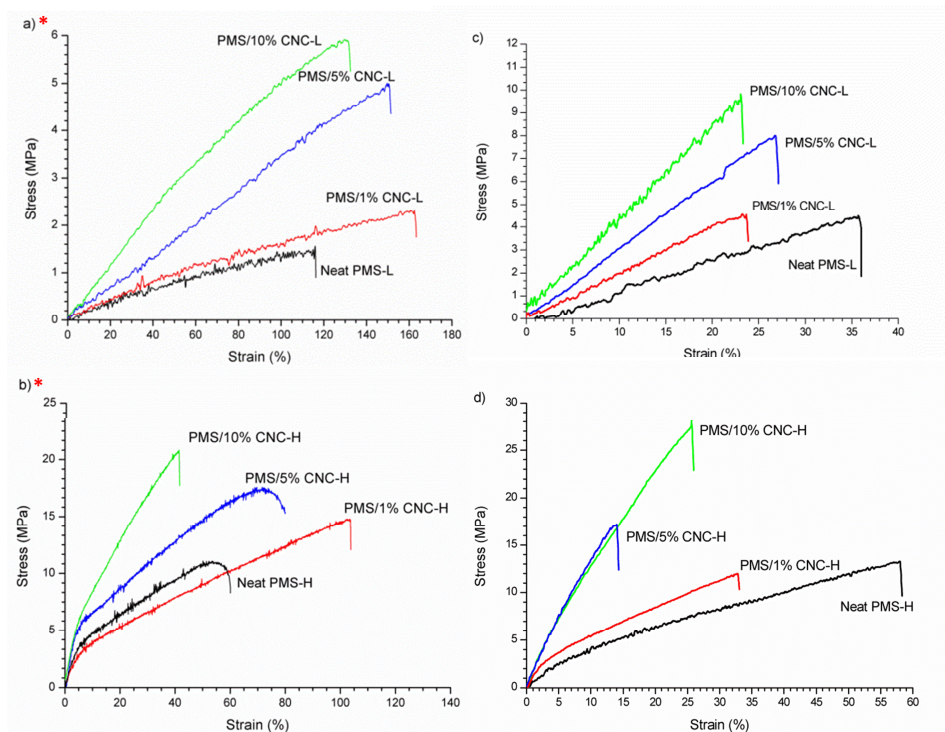 a) *
6
5
4
3
2
1
0
Stress (MPa)
PMS/10% CNC-L
PMS/5% CNC-L
PMS/1% CNC-L
Neat PMS-L
0 20 40 60 80 100 120 140 160 180
Strain (%)
c)
12
11
10
9
8
7
6
5
4
3
2
1
0
Stress (MPa)
PMS/10% CNC-L
PMS/5% CNC-L
PMS/1% CNC-L
Neat PMS-L
0 5 10 15 20 25 30 35 40
Strain (%)
b) *
25
20
15
10
5
0
Stress (MPa)
PMS/10% CNC-H
PMS/5% CNC-H
PMS/1% CNC-H
Neat PMS-H
0 20 40 60 80 100 120 140
Strain (%)
d)
30
25
20
15
10
5
0
Stress (MPa)
PMS/10% CNC-H
PMS/5% CNC-H
PMS/1% CNC-H
Neat PMS-H
0 5 10 15 20 25 30 35 40 45 50 55 60
Strain (%)